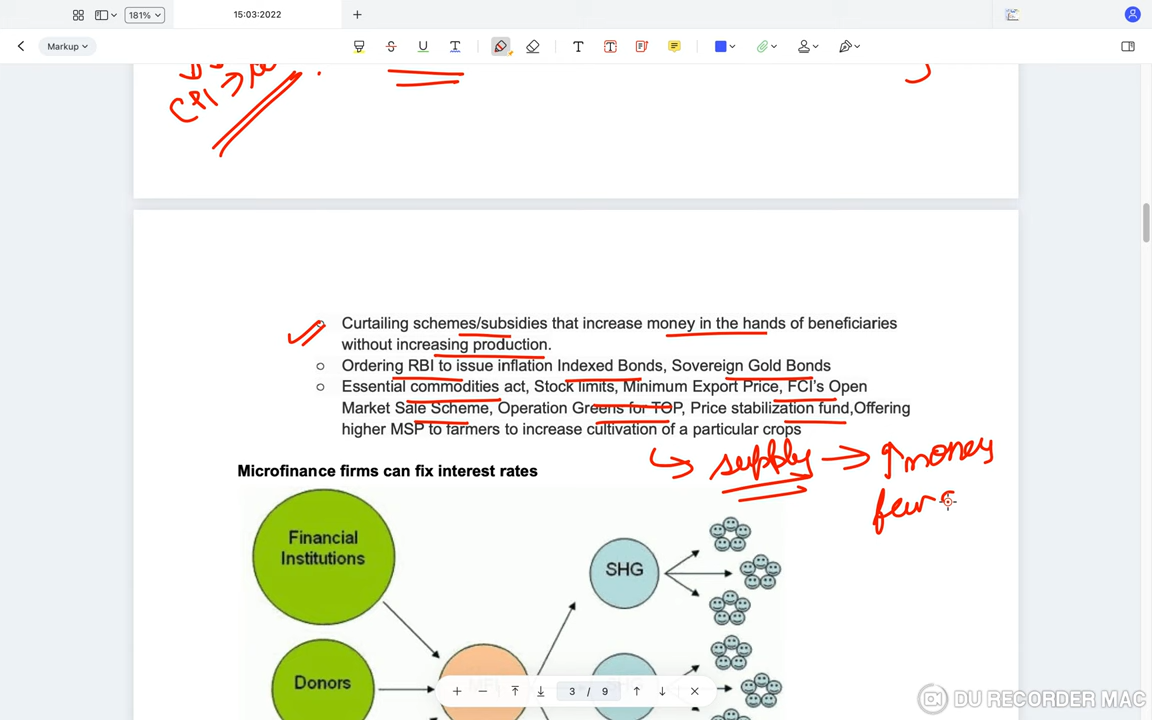 181%
15:03:2022
Markup
CPI →
Curtailing schemes/subsidies that increase money in the hands of beneficiaries
without increasing production.
Ordering RBI to issue inflation Indexed Bonds, Sovereign Gold Bonds
Essential commodities act, Stock limits, Minimum Export Price, FCI's Open
Market Sale Scheme, Operation Greens for TOP, Price stabilization fund,Offering
higher MSP to farmers to increase cultivation of a particular crops
supply → ↑ money
Microfinance firms can fix interest rates
Financial
Institutions
SHG
Donors
3 / 9
DU RECORDER MAC